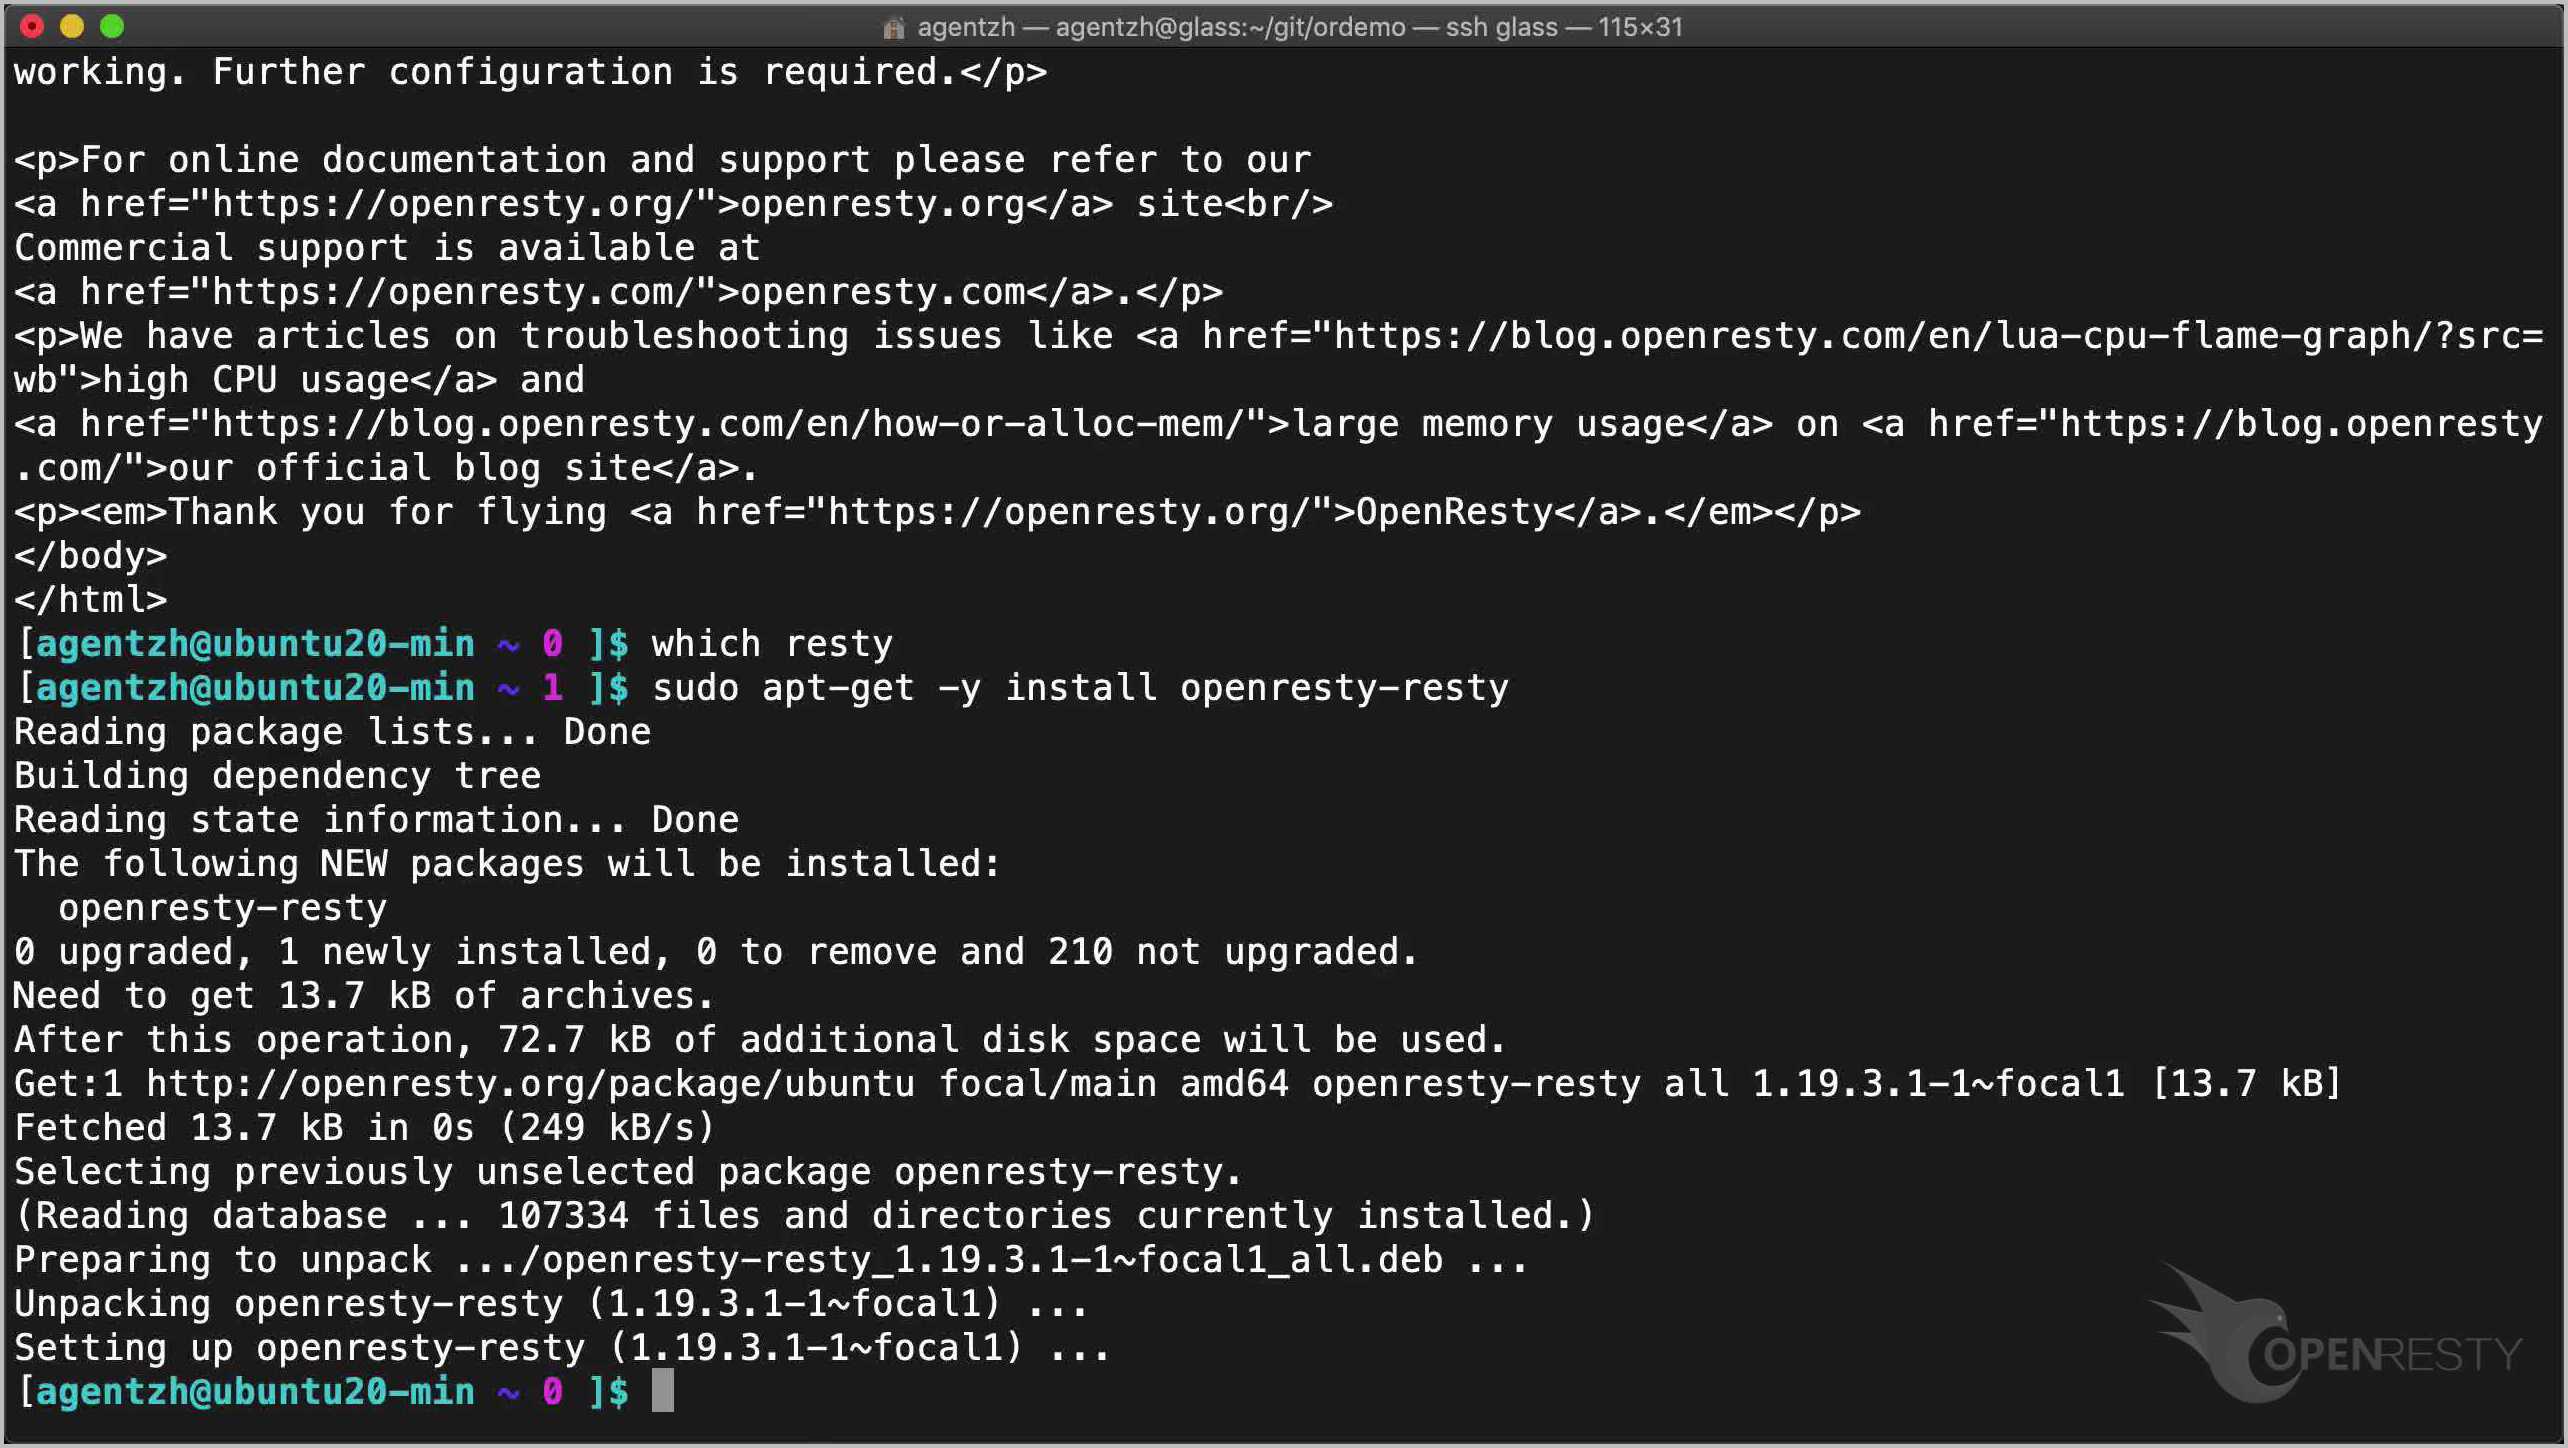 agentzh — agentzh@glass:~/git/ordemo — ssh glass — 115×31
working. Further configuration is required.</p>
<p>For online documentation and support please refer to our
<a href="https://openresty.org/">openresty.org</a> site<br/>
Commercial support is available at
<a href="https://openresty.com/">openresty.com</a>.</p>
<p>We have articles on troubleshooting issues like <a href="https://blog.openresty.com/en/lua-cpu-flame-graph/?src=
wb">high CPU usage</a> and
<a href="https://blog.openresty.com/en/how-or-alloc-mem/">large memory usage</a> on <a href="https://blog.openresty
.com/">our official blog site</a>.
<p><em>Thank you for flying <a href="https://openresty.org/">OpenResty</a>.</em></p>
</body>
</html>
[agentzh@ubuntu20-min ~ 0 ]$ which resty
[agentzh@ubuntu20-min ~ 1 ]$ sudo apt-get -y install openresty-resty
Reading package lists... Done
Building dependency tree
Reading state information... Done
The following NEW packages will be installed:
  openresty-resty
0 upgraded, 1 newly installed, 0 to remove and 210 not upgraded.
Need to get 13.7 kB of archives.
After this operation, 72.7 kB of additional disk space will be used.
Get:1 http://openresty.org/package/ubuntu focal/main amd64 openresty-resty all 1.19.3.1-1~focal1 [13.7 kB]
Fetched 13.7 kB in 0s (249 kB/s)
Selecting previously unselected package openresty-resty.
(Reading database ... 107334 files and directories currently installed.)
Preparing to unpack .../openresty-resty_1.19.3.1-1~focal1_all.deb ...
Unpacking openresty-resty (1.19.3.1-1~focal1) ...
Setting up openresty-resty (1.19.3.1-1~focal1) ...
[agentzh@ubuntu20-min ~ 0 ]$
OPENRESTY